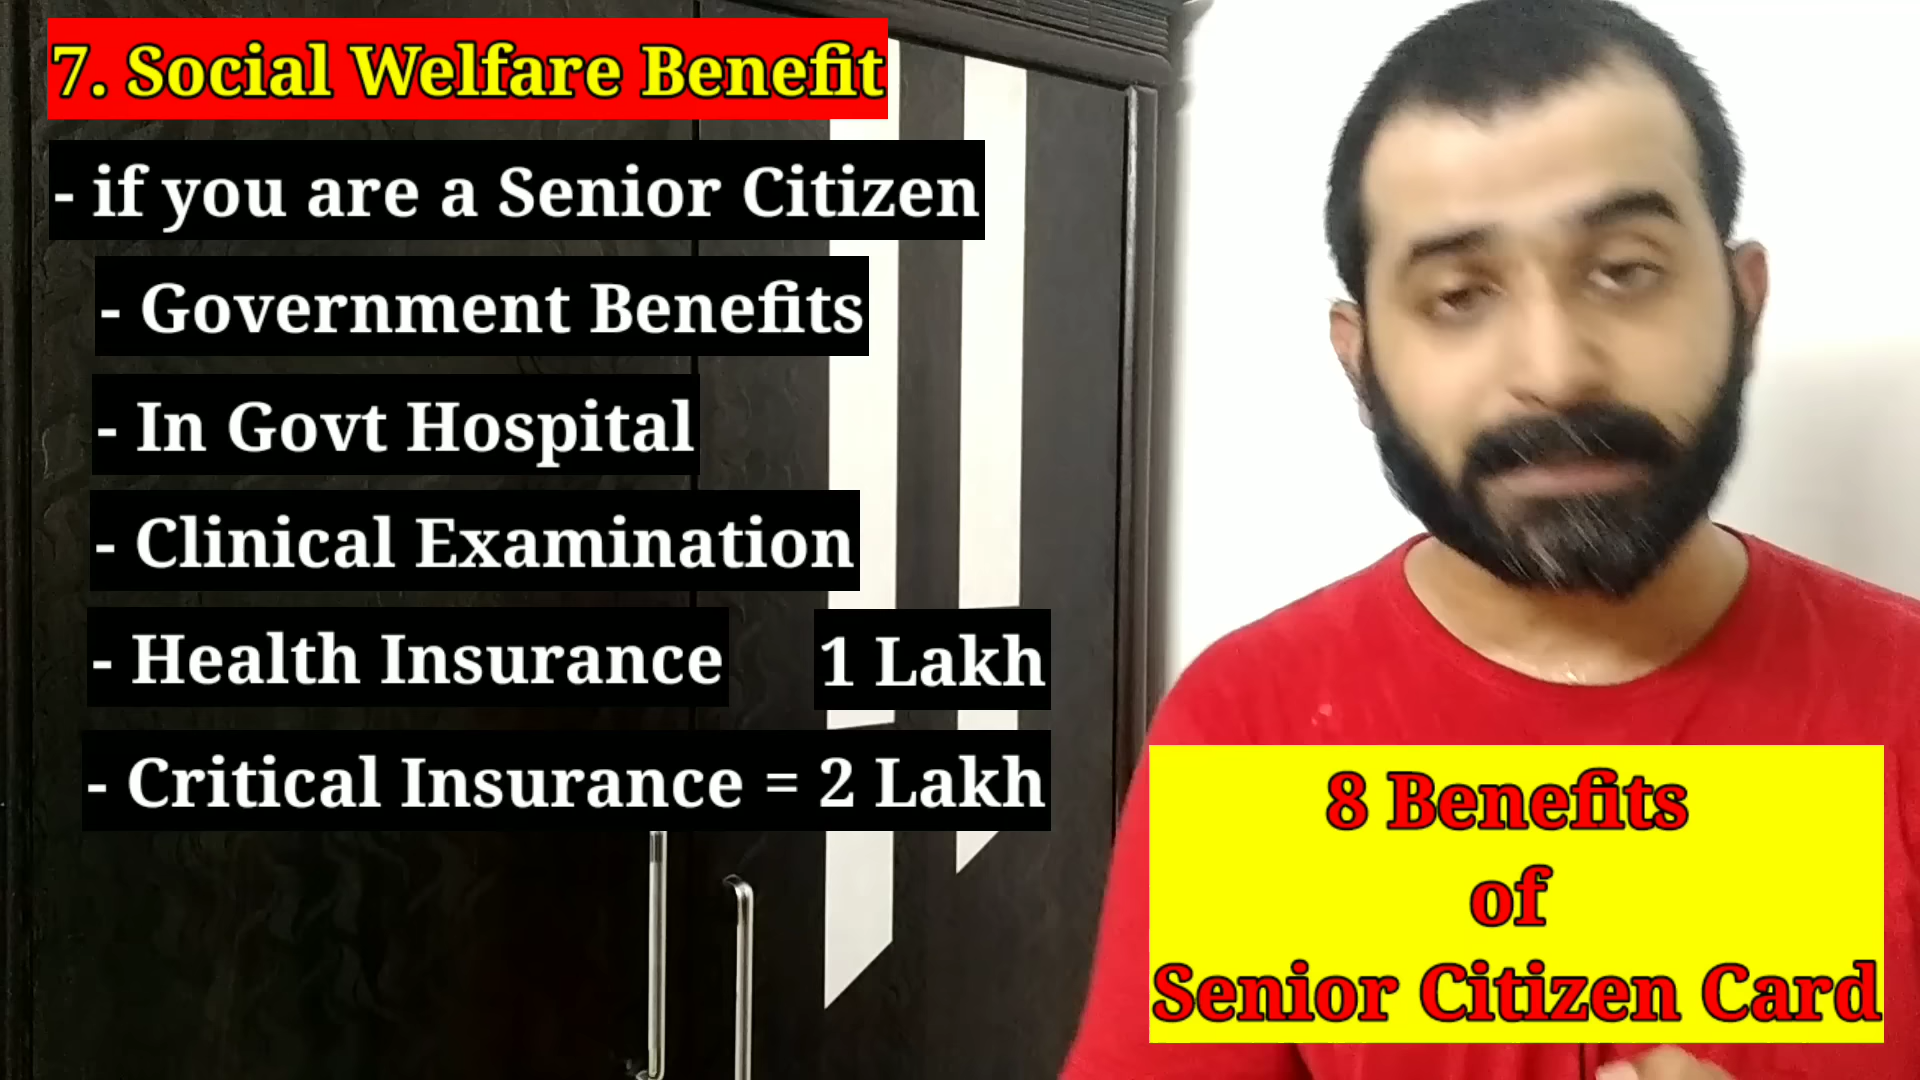 7. Social Welfare Benefit
- if you are a Senior Citizen
- Government Benefits
- In Govt Hospital
- Clinical Examination
- Health Insurance 1 Lakh
- Critical Insurance = 2 Lakh
8 Benefits
of
Senior Citizen Card